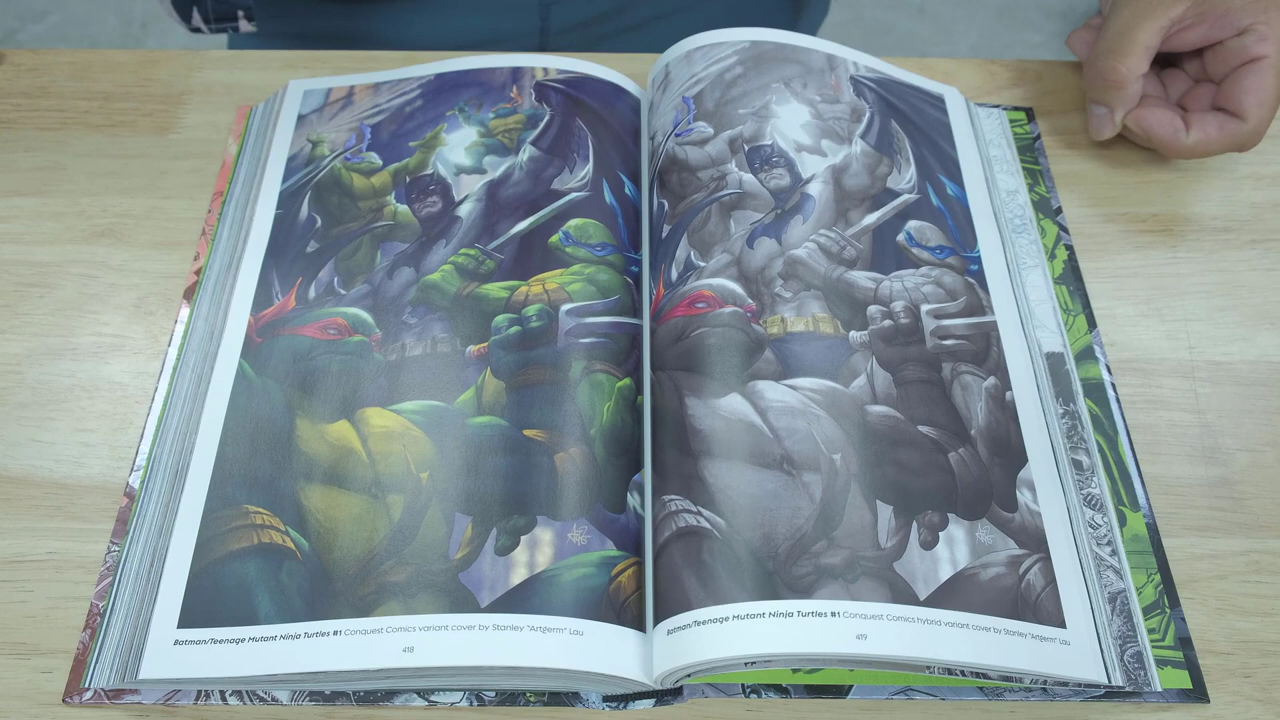 Batman/Teenage Mutant Ninja Turtles #1 Conquest Comics variant cover by Stanley "Artgerm" Lau
418
Batman/Teenage Mutant Ninja Turtles #1 Conquest Comics hybrid variant cover by Stanley "Artgerm" Lau
419